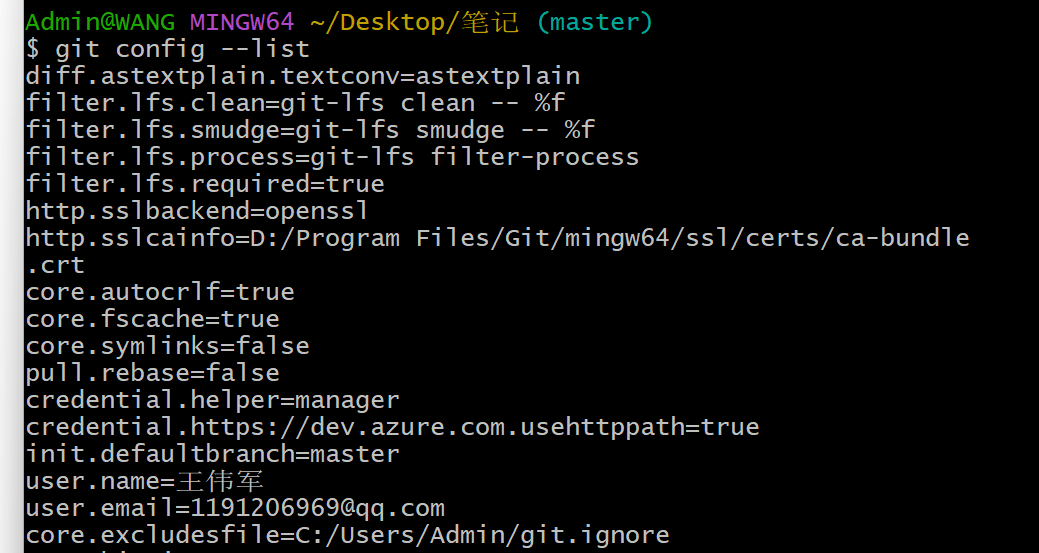 Admin@WANG MINGW64 ~/Desktop/笔记 (master)
$ git config --list
diff.astextplain.textconv=astextplain
filter.lfs.clean=git-lfs clean -- %f
filter.lfs.smudge=git-lfs smudge -- %f
filter.lfs.process=git-lfs filter-process
filter.lfs.required=true
http.sslbackend=openssl
http.sslcainfo=D:/Program Files/Git/mingw64/ssl/certs/ca-bundle
.crt
core.autocrlf=true
core.fscache=true
core.symlinks=false
pull.rebase=false
credential.helper=manager
credential.https://dev.azure.com.usehttppath=true
init.defaultbranch=master
user.name=王伟军
user.email=1191206969@qq.com
core.excludesfile=C:/Users/Admin/git.ignore